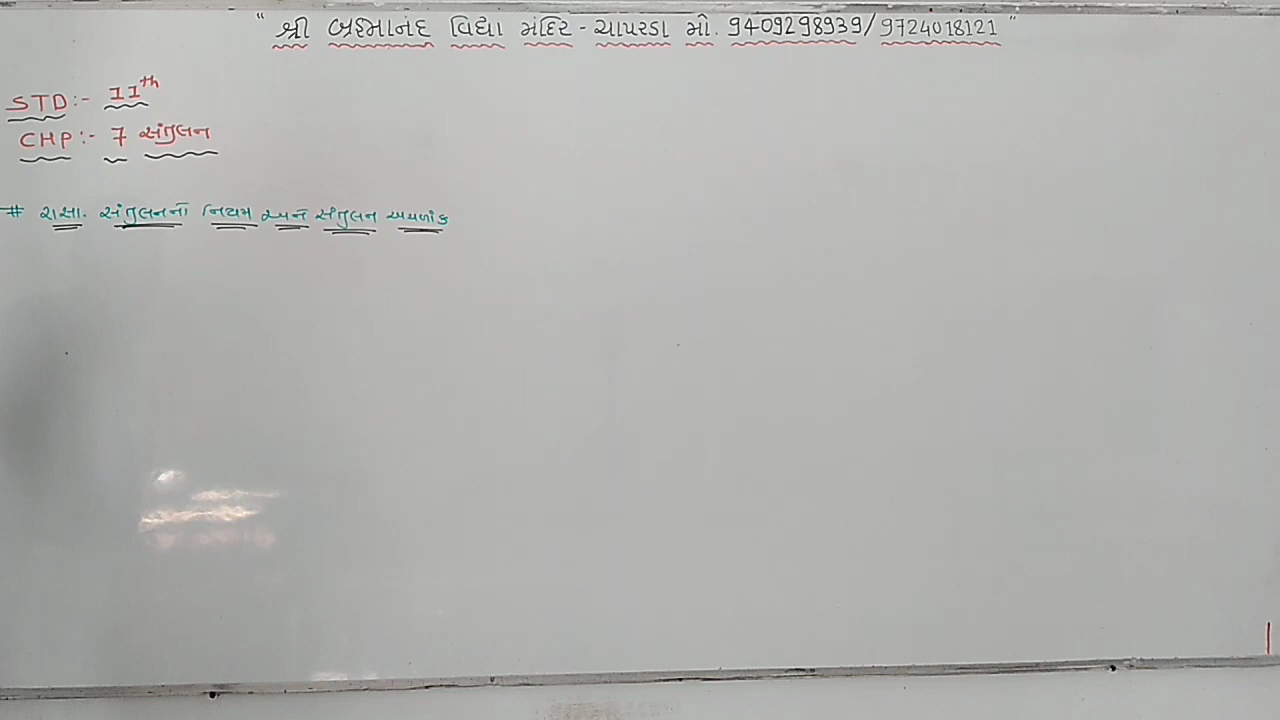 " શ્રી બ્રહ્માનંદ વિદ્યા મંદિર - ચાપરડા મો. 9409298939/9724018121 "
STD :- 11th
CHP :- 7 સંતુલન
# રાસા. સંતુલનનો નિયમ અને સંતુલન અચળાંક